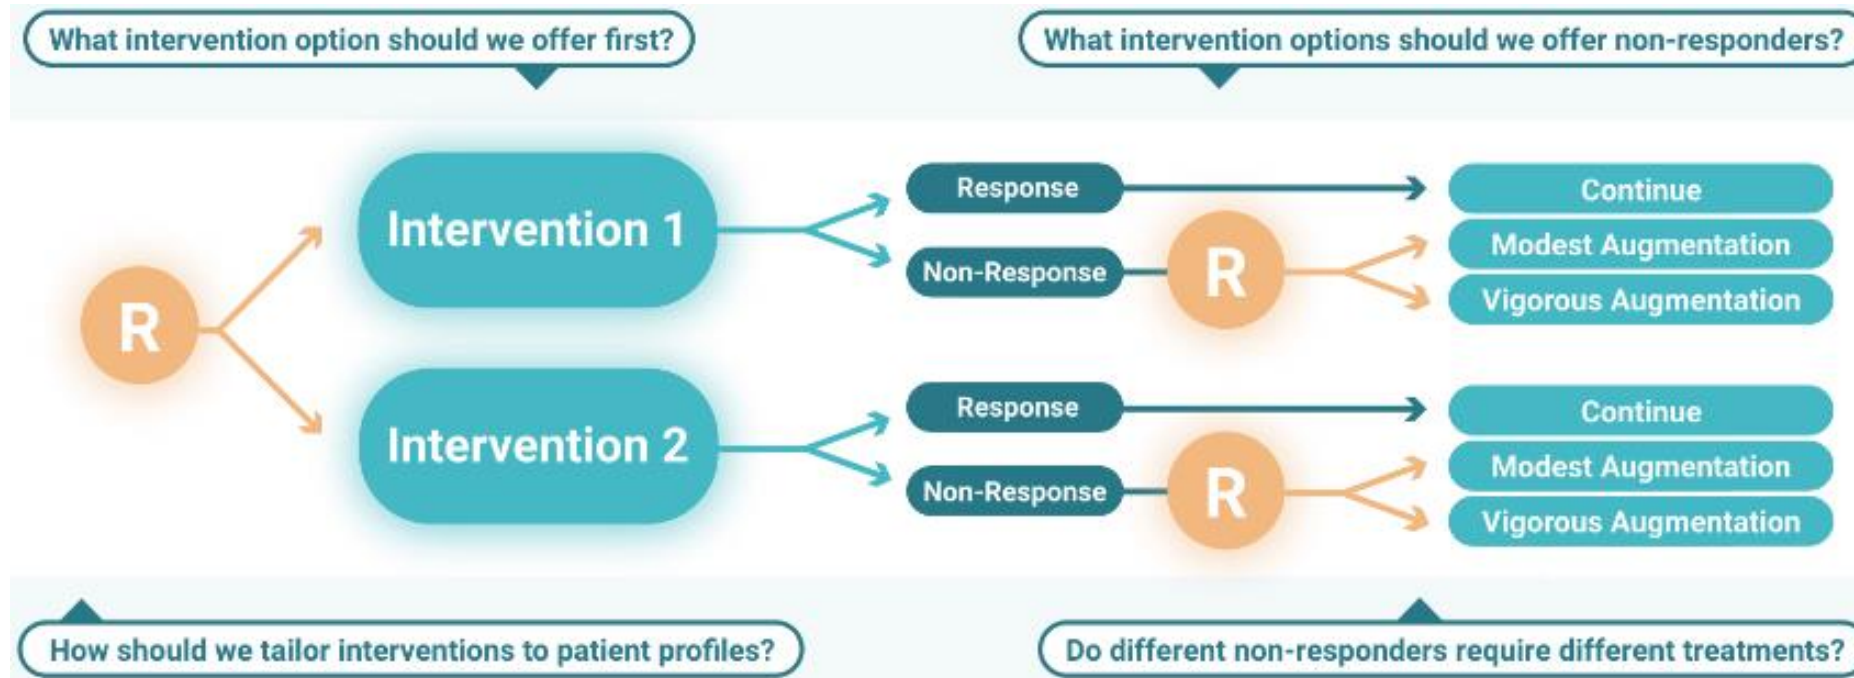 What intervention option should we offer first?
What intervention options should we offer non-responders?
R
Intervention 1
Response
Non-Response
R
Continue
Modest Augmentation
Vigorous Augmentation
Intervention 2
Response
Non-Response
R
Continue
Modest Augmentation
Vigorous Augmentation
How should we tailor interventions to patient profiles?
Do different non-responders require different treatments?